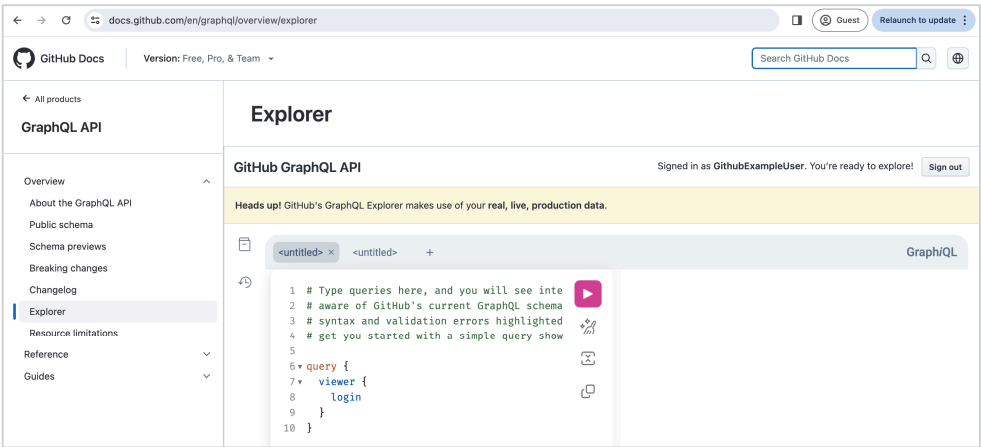 docs.github.com/en/graphql/overview/explorer
Guest
Relaunch to update
GitHub Docs
Version: Free, Pro, & Team
Search GitHub Docs
All products
GraphQL API
Explorer
GitHub GraphQL API
Signed in as GithubExampleUser. You're ready to explore!
Sign out
Heads up! GitHub's GraphQL Explorer makes use of your real, live, production data.
Overview
About the GraphQL API
Public schema
Schema previews
Breaking changes
Changelog
Explorer
Resource limitations
Reference
Guides
<untitled> ×
<untitled>
+
GraphiQL
1 # Type queries here, and you will see inte
2 # aware of GitHub's current GraphQL schema
3 # syntax and validation errors highlighted
4 # get you started with a simple query show
5
6 query {
7 viewer {
8 login
9 }
10 }